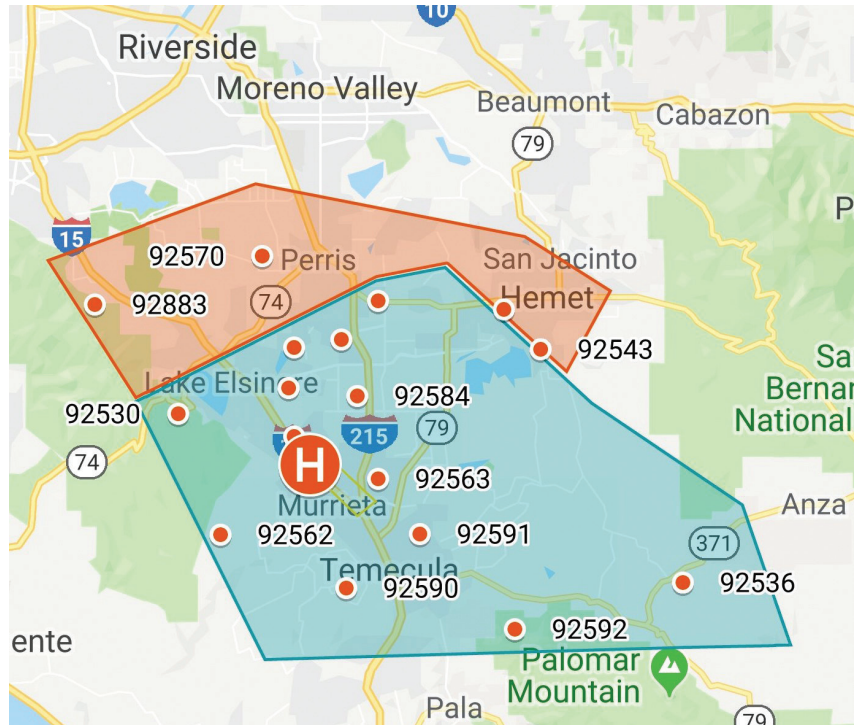 10
Riverside
Moreno Valley
Beaumont
Cabazon
79
P
15
92570
Perris
San Jacinto
92883
74
Hemet
92543
Lake Elsinore
Sa
Bernar
National
92530
92584
79
215
74
H
92563
Murrieta
Anza
92562
92591
371
Temecula
92590
92536
92592
ente
Palomar
Mountain
Pala
79